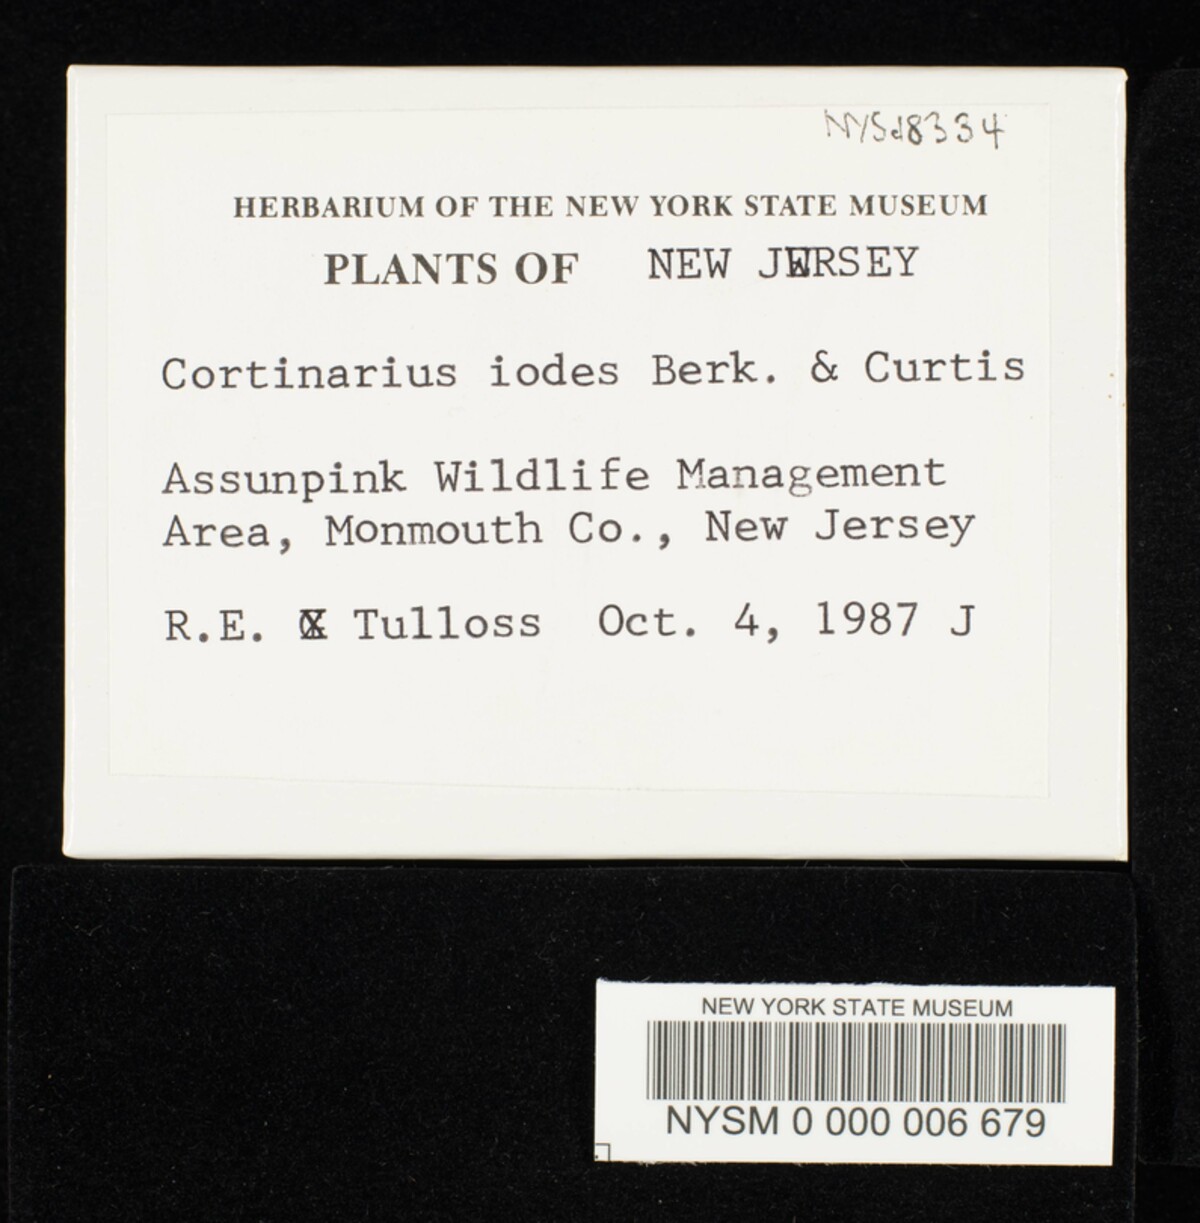 NYSd8334
HERBARIUM OF THE NEW YORK STATE MUSEUM
PLANTS OF NEW JERSEY
Cortinarius iodes Berk. & Curtis
Assunpink Wildlife Management
Area, Monmouth Co., New Jersey
R.E. Tulloss Oct. 4, 1987 J
NEW YORK STATE MUSEUM
NYSM 0 000 006 679